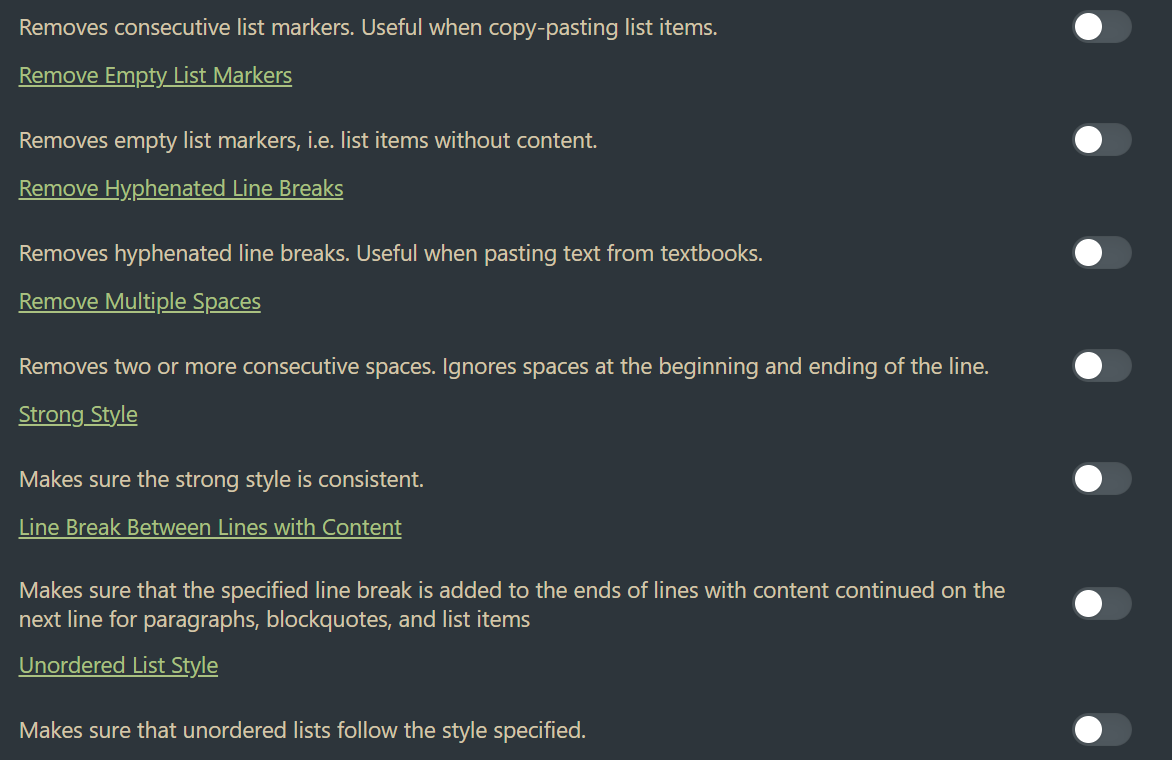 Removes consecutive list markers. Useful when copy-pasting list items.
Remove Empty List Markers
Removes empty list markers, i.e. list items without content.
Remove Hyphenated Line Breaks
Removes hyphenated line breaks. Useful when pasting text from textbooks.
Remove Multiple Spaces
Removes two or more consecutive spaces. Ignores spaces at the beginning and ending of the line.
Strong Style
Makes sure the strong style is consistent.
Line Break Between Lines with Content
Makes sure that the specified line break is added to the ends of lines with content continued on the
next line for paragraphs, blockquotes, and list items
Unordered List Style
Makes sure that unordered lists follow the style specified.